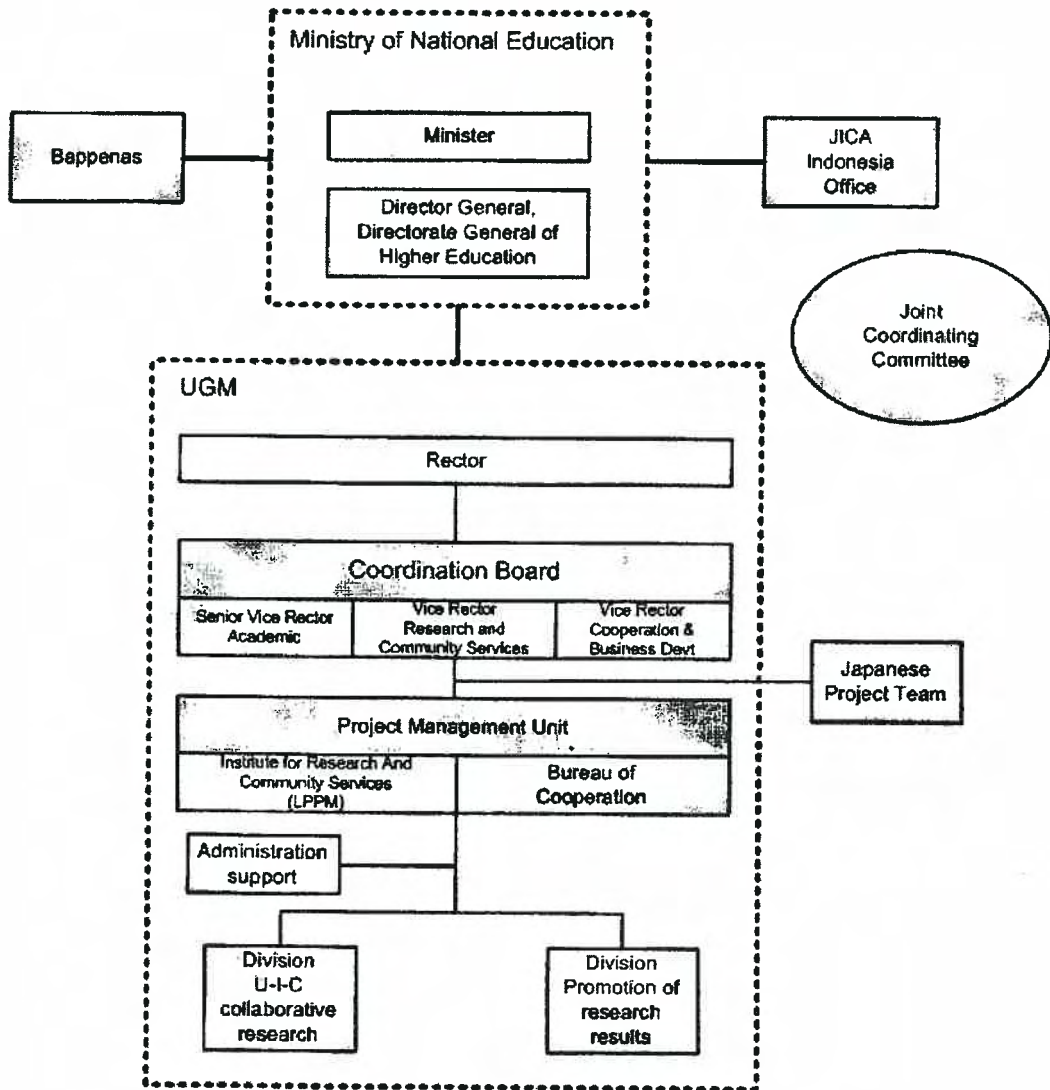 Ministry of National Education
Minister
Bappenas
JICA
Indonesia
Office
Director General,
Directorate General of
Higher Education
Joint
Coordinating
Committee
UGM
Rector
Coordination Board
Senior Vice Rector
Academic
Vice Rector
Research and
Community Services
Vice Rector
Cooperation &
Business Devt
Japanese
Project Team
Project Management Unit
Institute for Research And
Community Services
(LPPM)
Bureau of
Cooperation
Administration
support
Division
U-I-C
collaborative
research
Division
Promotion of
research
results